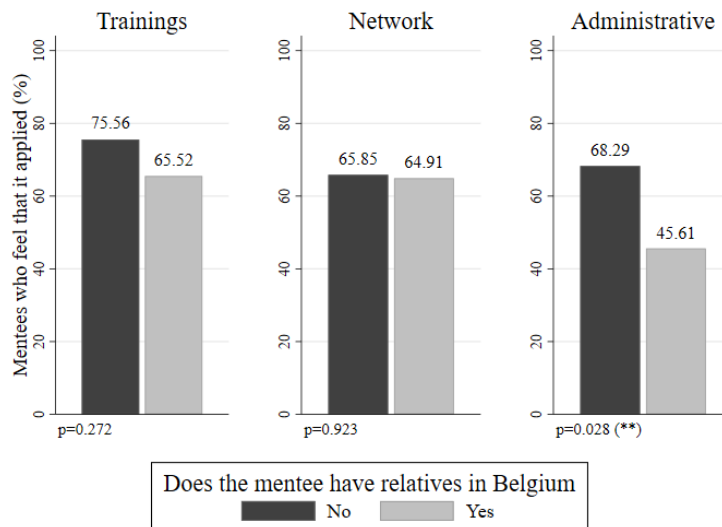 Trainings
Network
Administrative
Mentees who feel that it applied (%)
100
80
60
40
20
0
75.56
65.52
p=0.272
100
80
60
40
20
0
65.85
64.91
p=0.923
100
80
60
40
20
0
68.29
45.61
p=0.028 (**)
Does the mentee have relatives in Belgium
No
Yes